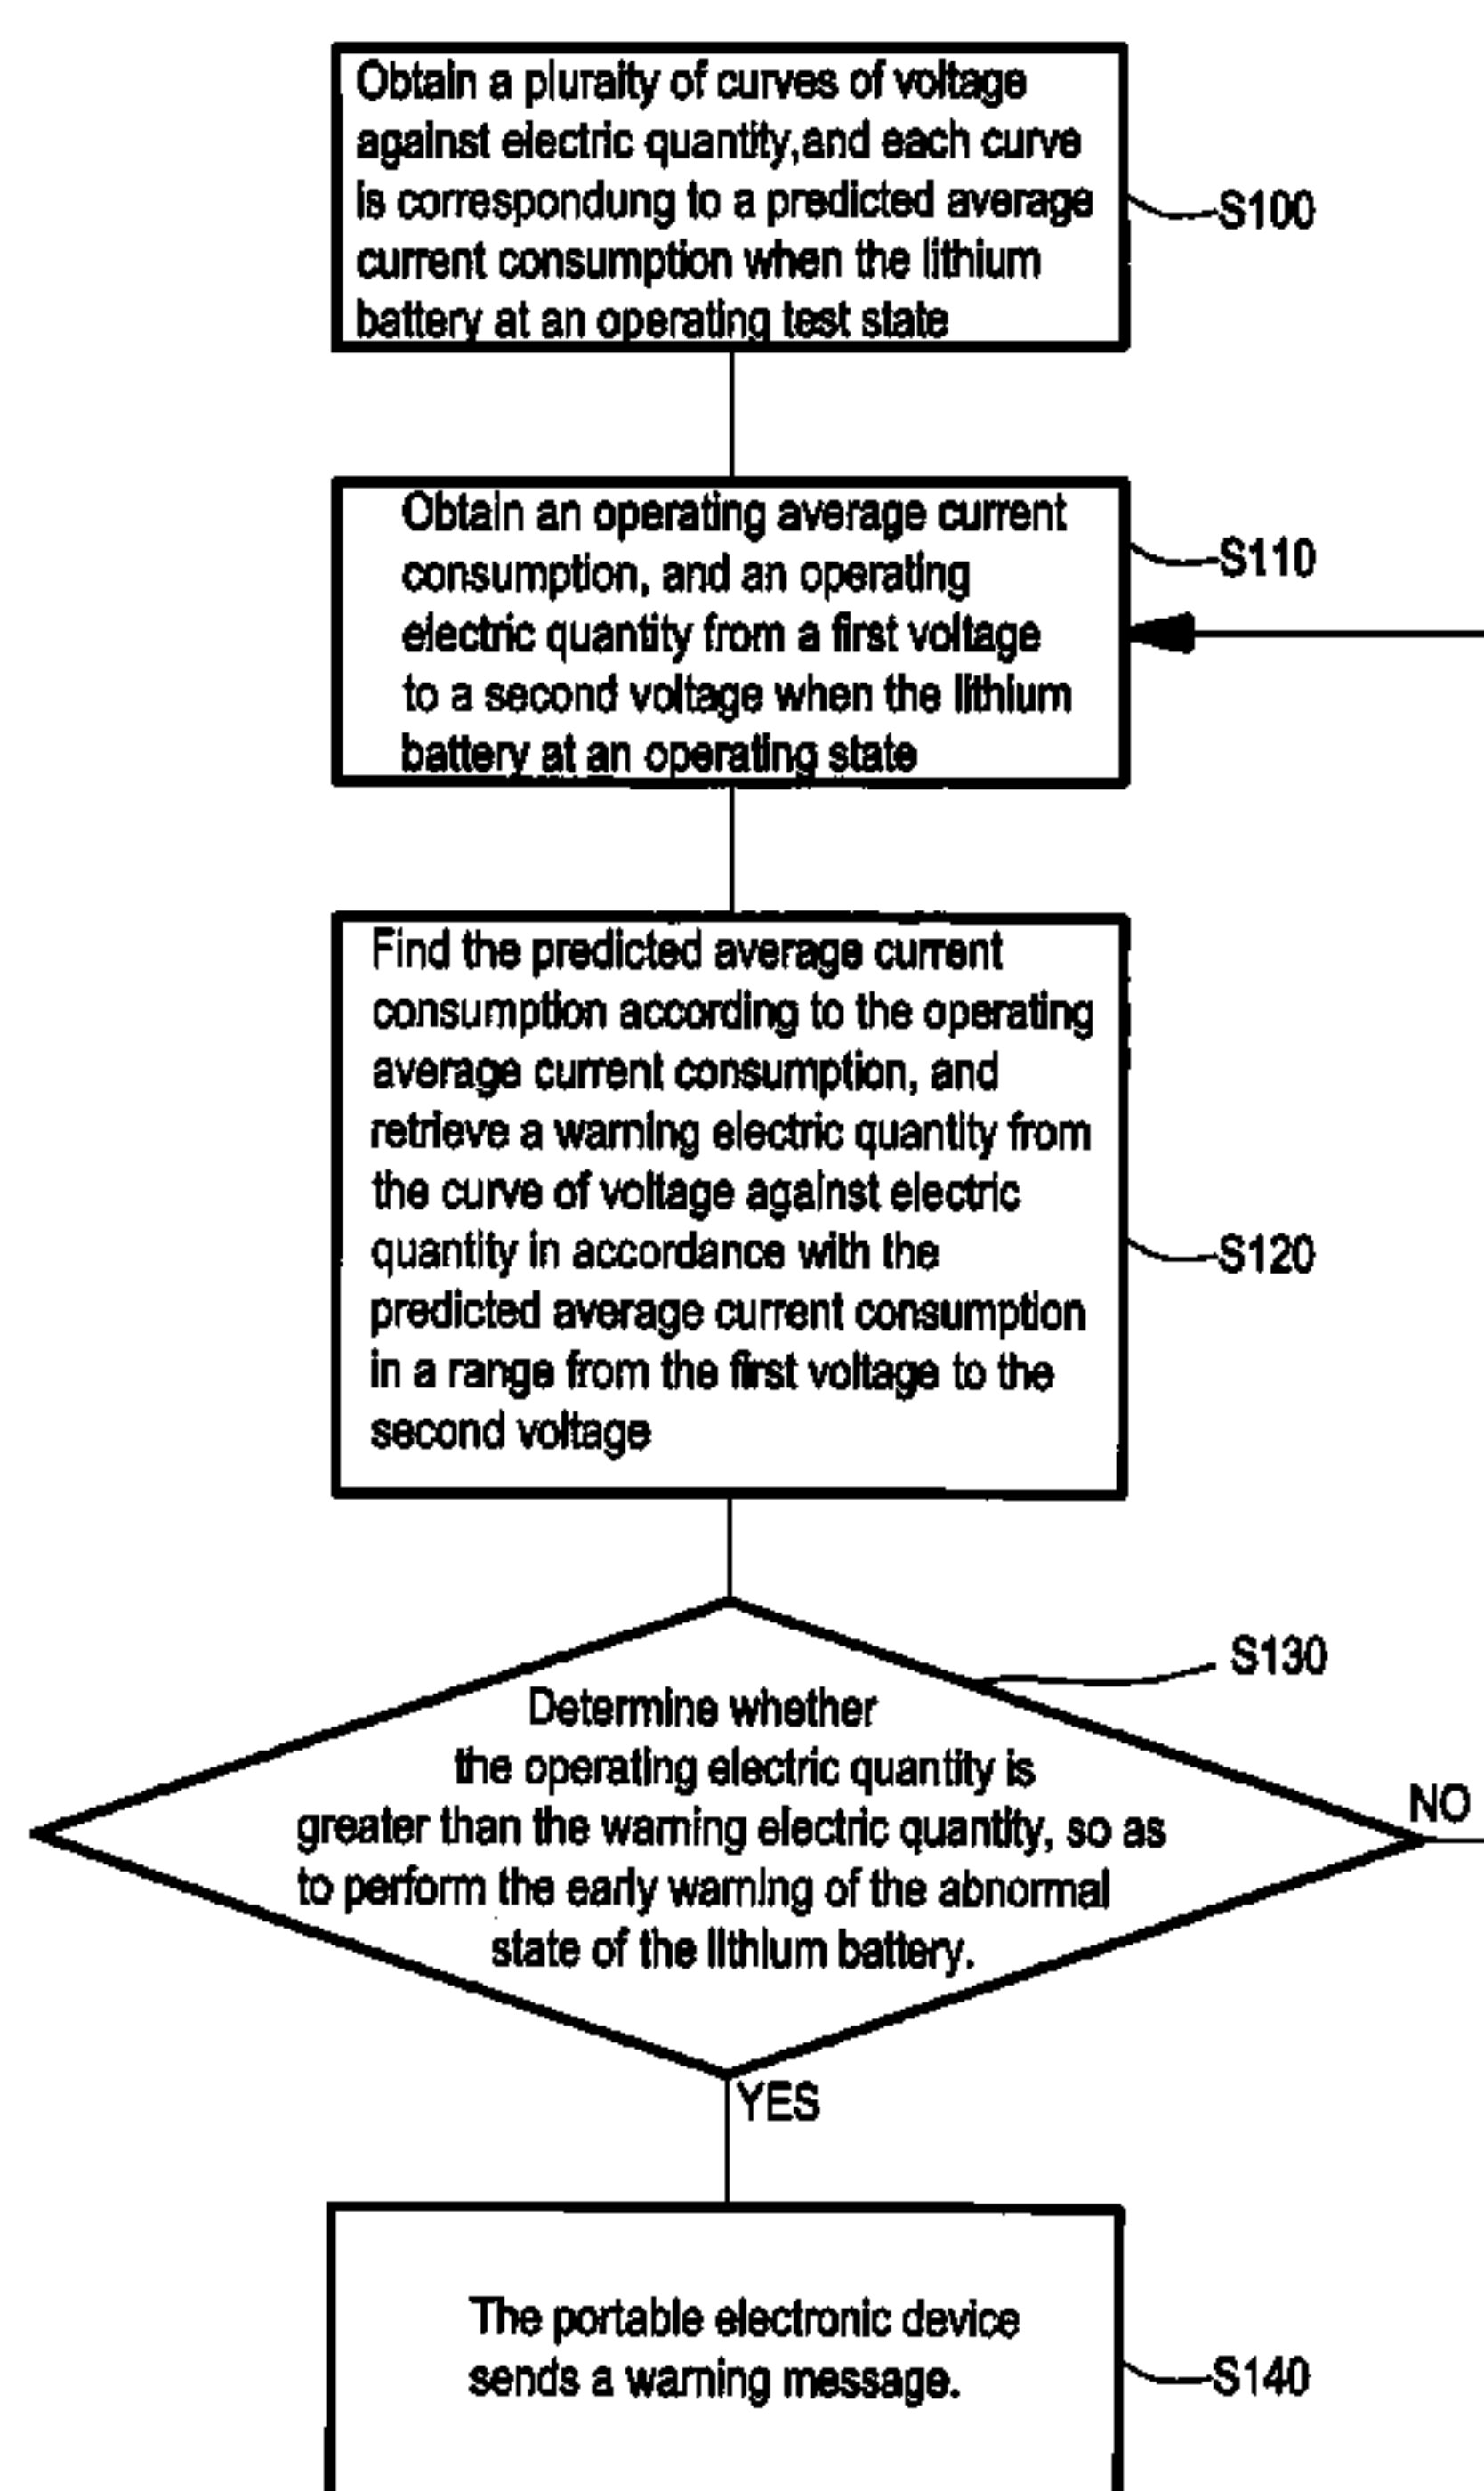 Obtain a pluraity of curves of voltage
against electric quantity,and each curve
is correspondung to a predicted average
current consumption when the lithium
battery at an operating test state
S100
Obtain an operating average current
consumption, and an operating
electric quantity from a first voltage
to a second voltage when the lithium
battery at an operating state
S110
Find the predicted average current
consumption according to the operating
average current consumption, and
retrieve a warning electric quantity from
the curve of voltage against electric
quantity in accordance with the
predicted average current consumption
in a range from the first voltage to the
second voltage
S120
S130
Determine whether
the operating electric quantity is
greater than the warning electric quantity, so as
to perform the early warning of the abnormal
state of the lithium battery.
NO
YES
The portable electronic device
sends a warning message.
S140